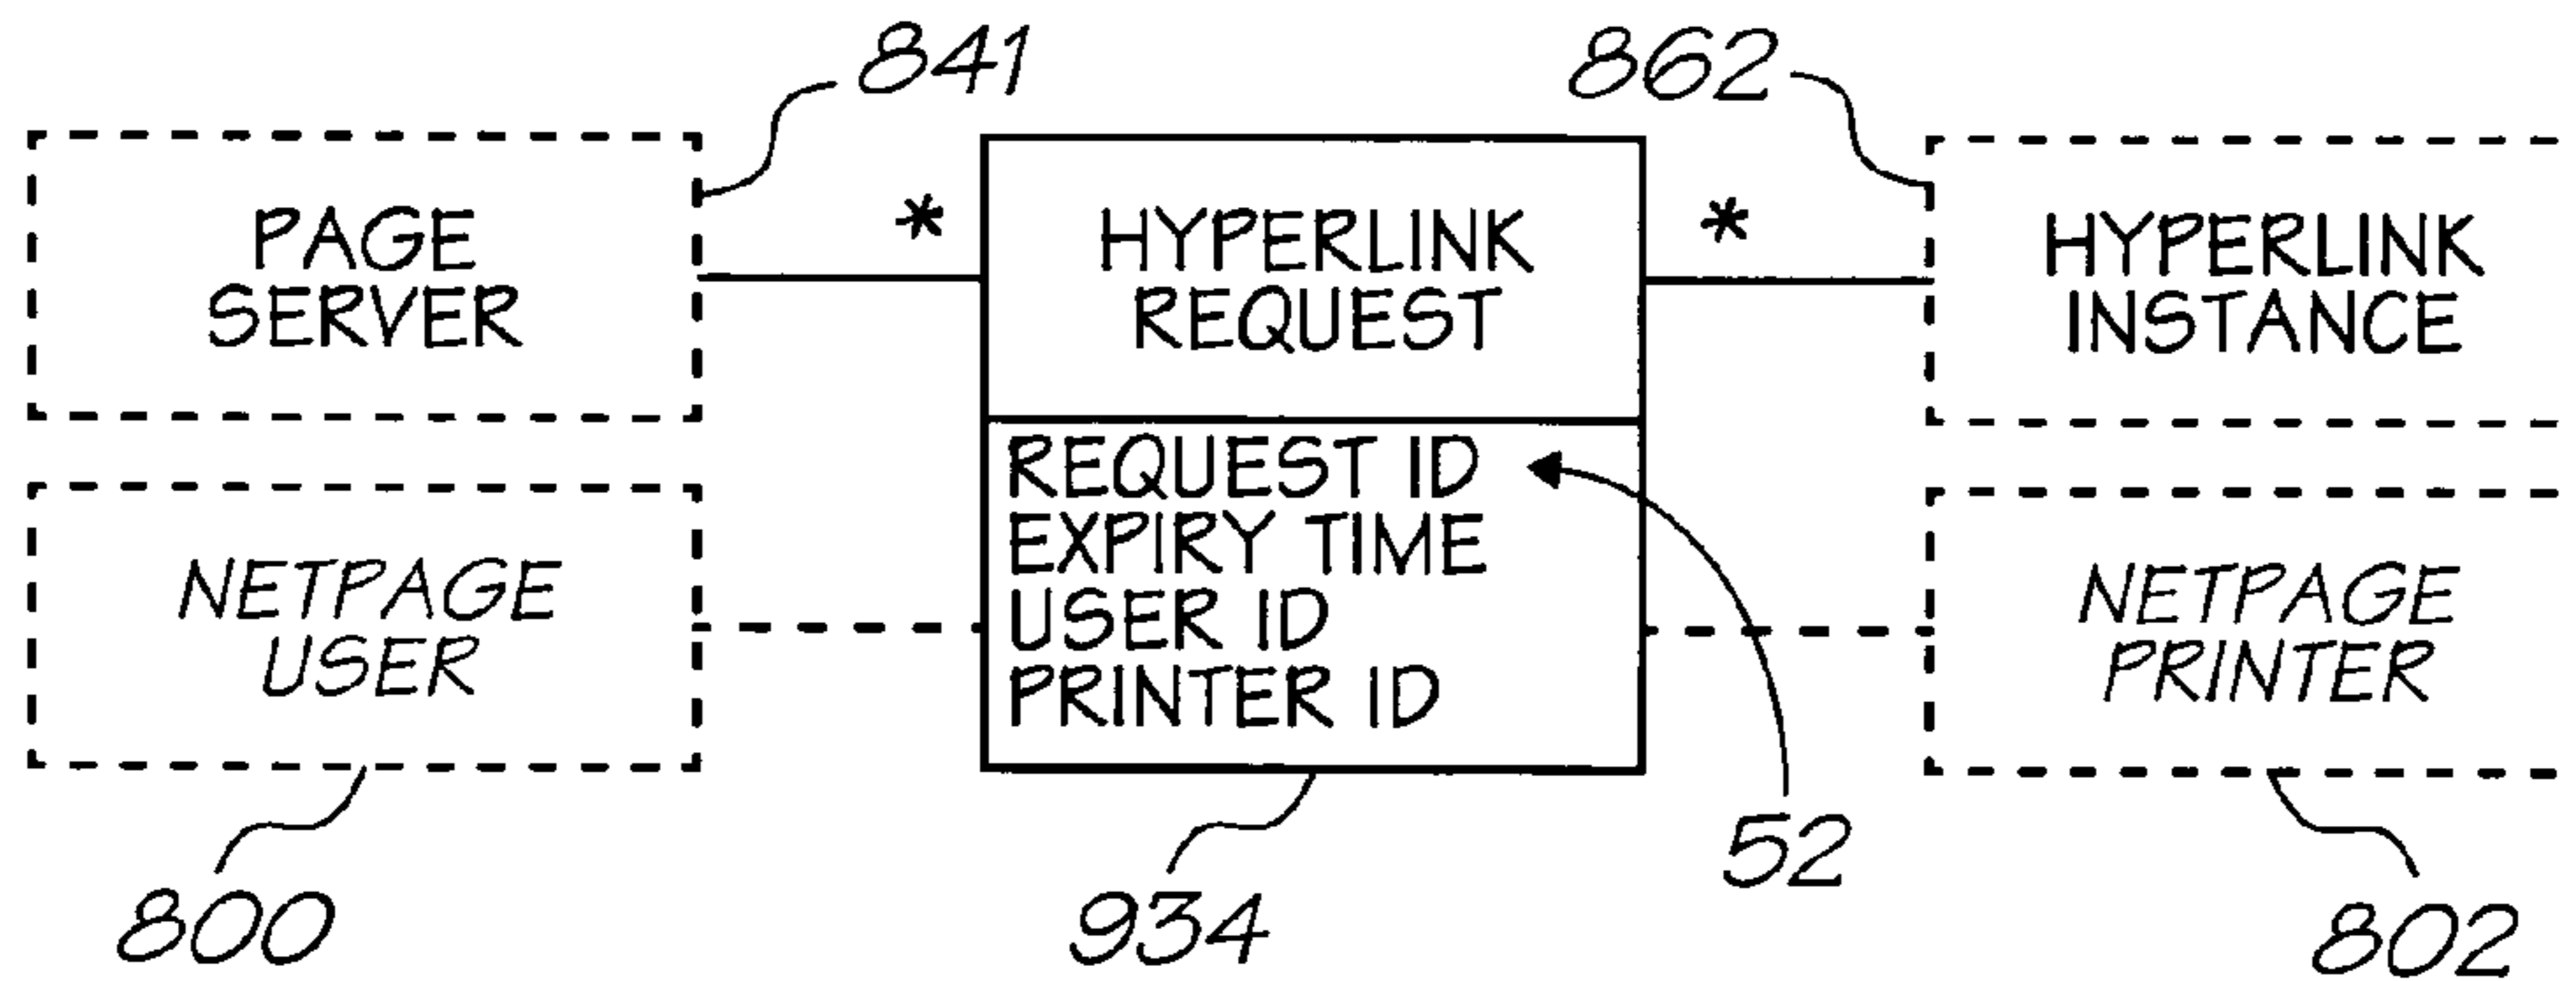 841
862
PAGE
SERVER
*
HYPERLINK
REQUEST
*
HYPERLINK
INSTANCE
NETPAGE
USER
REQUEST ID
EXPIRY TIME
USER ID
PRINTER ID
NETPAGE
PRINTER
52
800
934
802